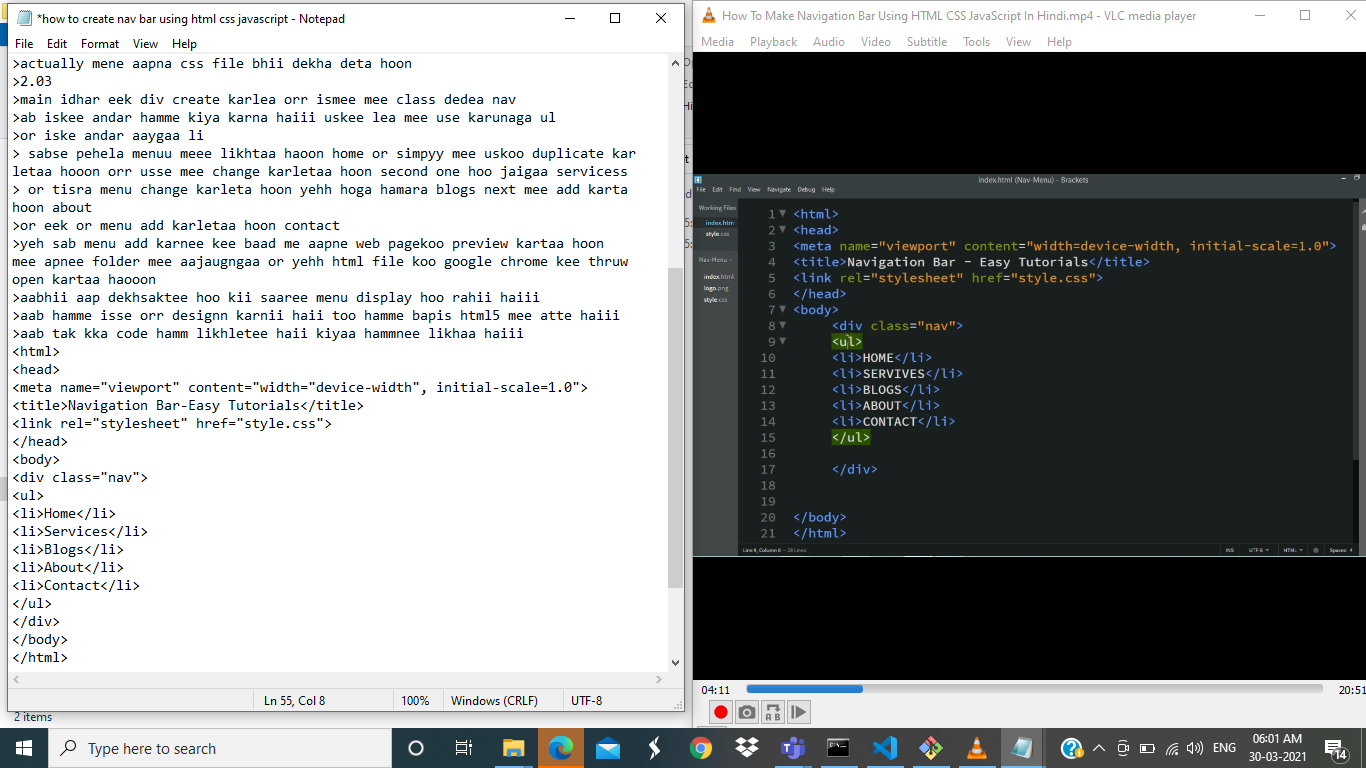 *how to create nav bar using html css javascript - Notepad
File Edit Format View Help
>actually mene aapna css file bhii dekha deta hoon
>2.03
>main idhar eek div create karlea orr ismee mee class dedea nav
>ab iskee andar hamme kiya karna haiii uskee lea mee use karunaga ul
>or iske andar aaygaa li
> sabse pehela menuu meee likhtaa haoon home or simpyy mee uskoo duplicate kar
letaa hooon orr usse mee change karletaa hoon second one hoo jaigaa servicess
> or tisra menu change karleta hoon yehh hoga hamara blogs next mee add karta
hoon about
>or eek or menu add karletaa hoon contact
>yeh sab menu add karnee kee baad me aapne web pagekoo preview kartaa hoon
mee apnee folder mee aajaugngaa or yehh html file koo google chrome kee thruw
open kartaa haooon
>aabhii aap dekhsaktee hoo kii saaree menu display hoo rahii haiii
>aab hamme isse orr designn karnii haii too hamme bapis html5 mee atte haiii
>aab tak kka code hamm likhletee haii kiyaa hammnee likhaa haiii
<html>
<head>
<meta name="viewport" content="width="device-width", initial-scale=1.0">
<title>Navigation Bar-Easy Tutorials</title>
<link rel="stylesheet" href="style.css">
</head>
<body>
<div class="nav">
<ul>
<li>Home</li>
<li>Services</li>
<li>Blogs</li>
<li>About</li>
<li>Contact</li>
</ul>
</div>
</body>
</html>
Ln 55, Col 8 100% Windows (CRLF) UTF-8
2 items
How To Make Navigation Bar Using HTML CSS JavaScript In Hindi.mp4 - VLC media player
Media Playback Audio Video Subtitle Tools View Help
index.html (Nav-Menu) - Brackets
File Edit Find View Navigate Debug Help
Working Files
index.htm
style.css
Nav-Menu
index.html
logo.png
style.css
1 <html>
2 <head>
3 <meta name="viewport" content="width=device-width, initial-scale=1.0">
4 <title>Navigation Bar - Easy Tutorials</title>
5 <link rel="stylesheet" href="style.css">
6 </head>
7 <body>
8 <div class="nav">
9 <ul>
10 <li>HOME</li>
11 <li>SERVIVES</li>
12 <li>BLOGS</li>
13 <li>ABOUT</li>
14 <li>CONTACT</li>
15 </ul>
16
17 </div>
18
19
20 </body>
21 </html>
Line 9, Column 8 — 28 Lines INS UTF-8 HTML Spaces: 4
04:11 20:51
Type here to search
ENG 06:01 AM
30-03-2021
14